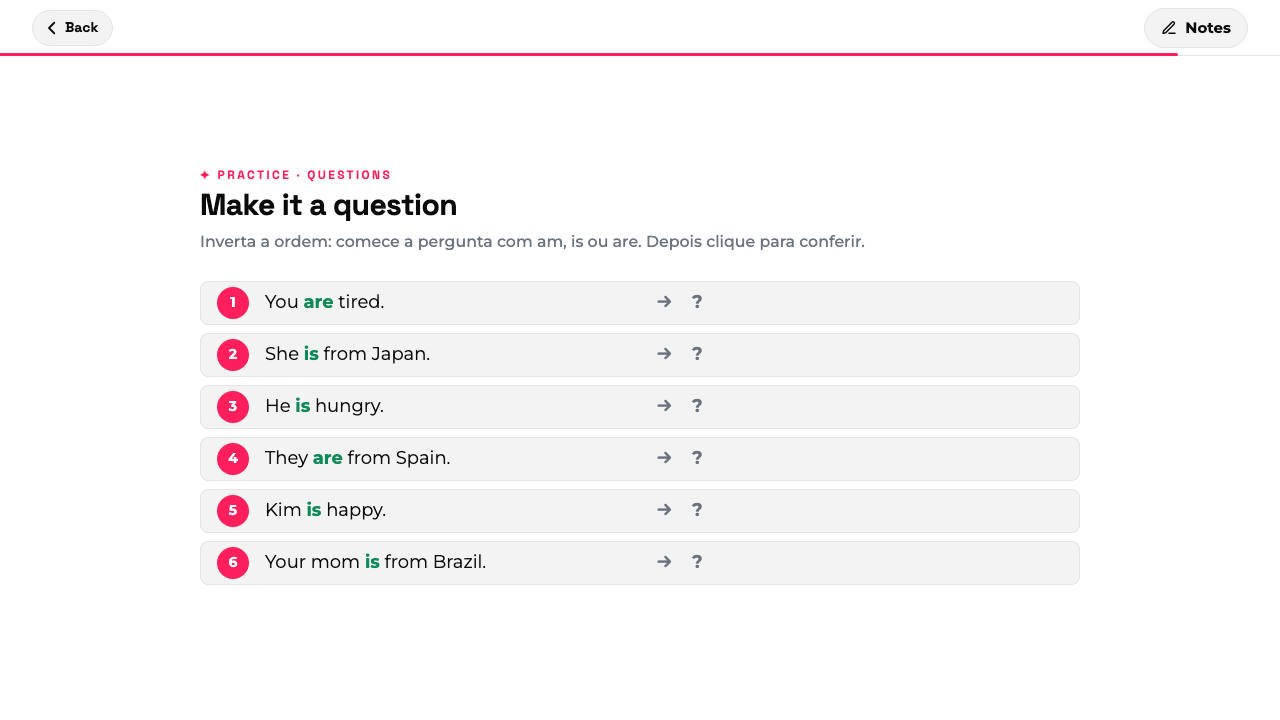 Back
Notes
✦ PRACTICE · QUESTIONS
Make it a question
Inverta a ordem: comece a pergunta com am, is ou are. Depois clique para conferir.
1 You are tired. → ?
2 She is from Japan. → ?
3 He is hungry. → ?
4 They are from Spain. → ?
5 Kim is happy. → ?
6 Your mom is from Brazil. → ?